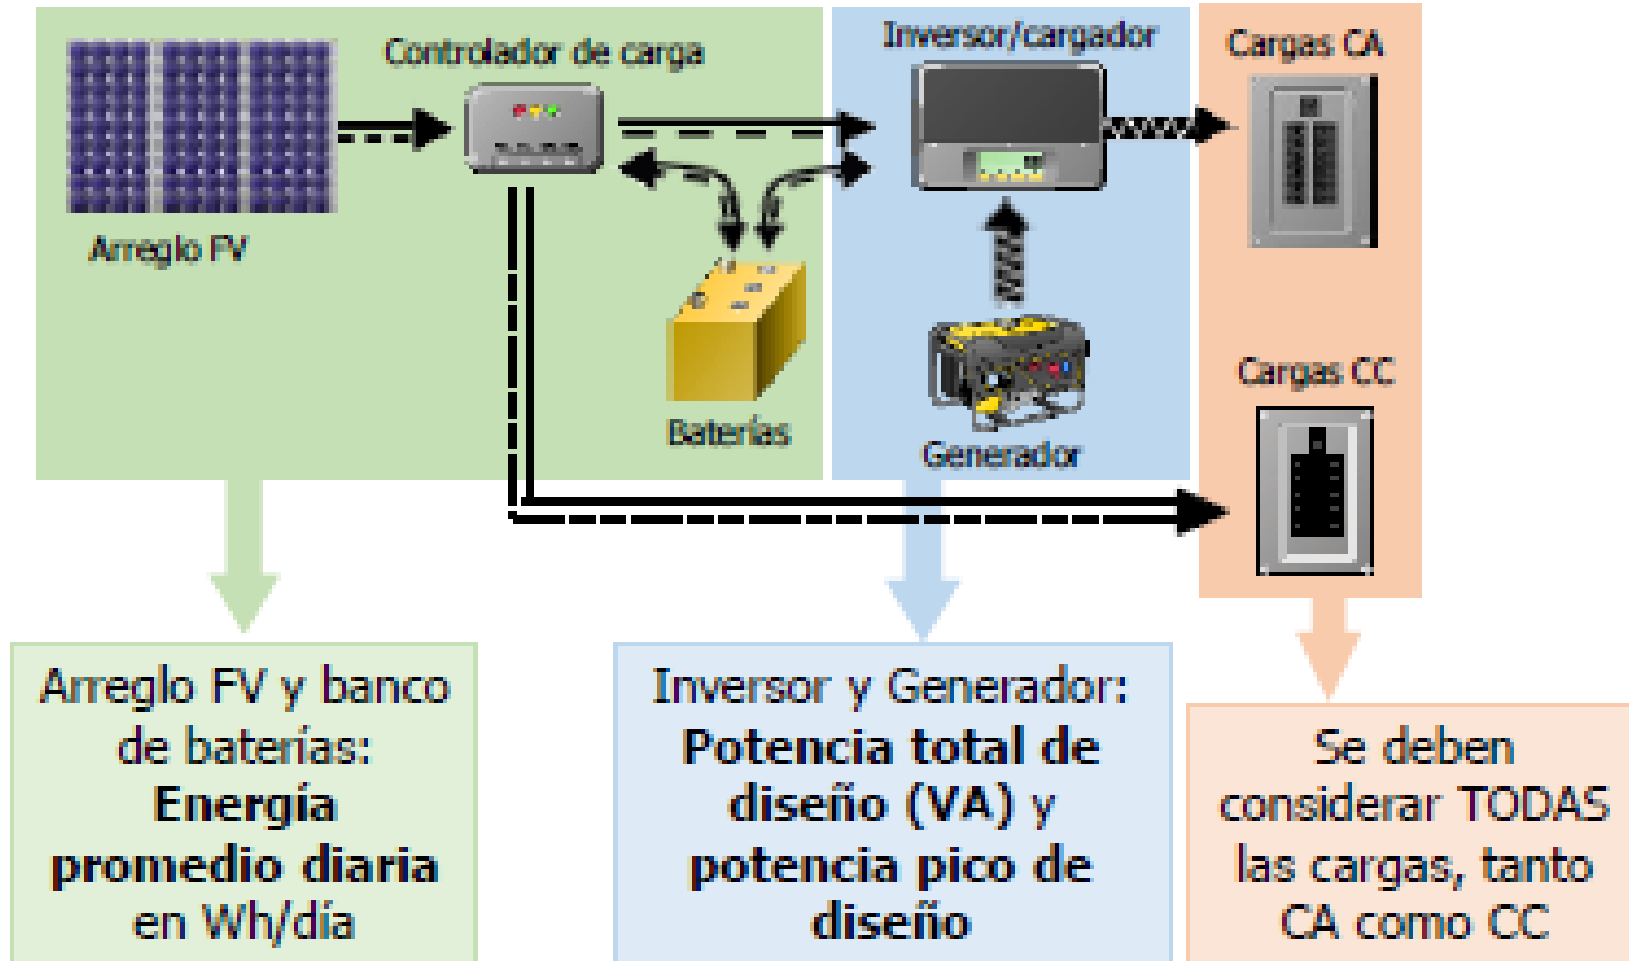 Controlador de carga
Inversor/cargador
Cargas CA
Arreglo FV
Baterías
Generador
Cargas CC
Arreglo FV y banco
de baterías:
Energía
promedio diaria
en Wh/día
Inversor y Generador:
Potencia total de
diseño (VA) y
potencia pico de
diseño
Se deben
considerar TODAS
las cargas, tanto
CA como CC